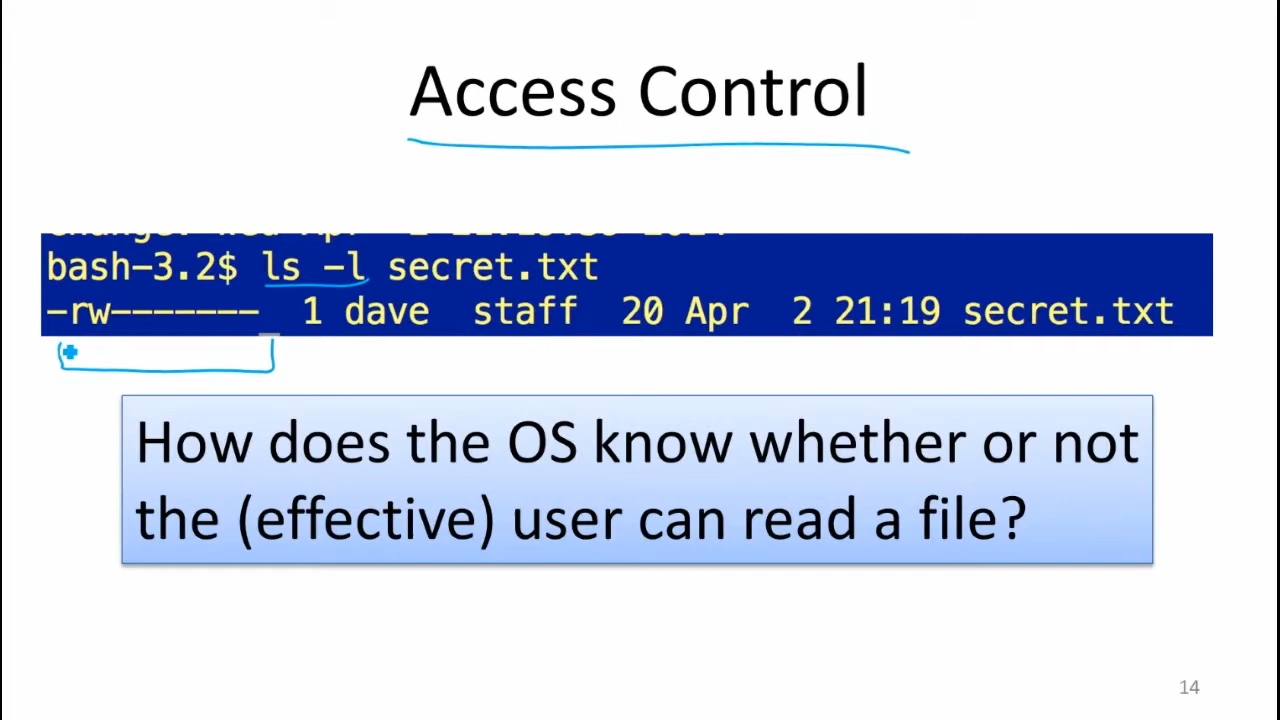 Access Control
bash-3.2$ ls -l secret.txt
-rw------- 1 dave staff 20 Apr 2 21:19 secret.txt
How does the OS know whether or not
the (effective) user can read a file?
14